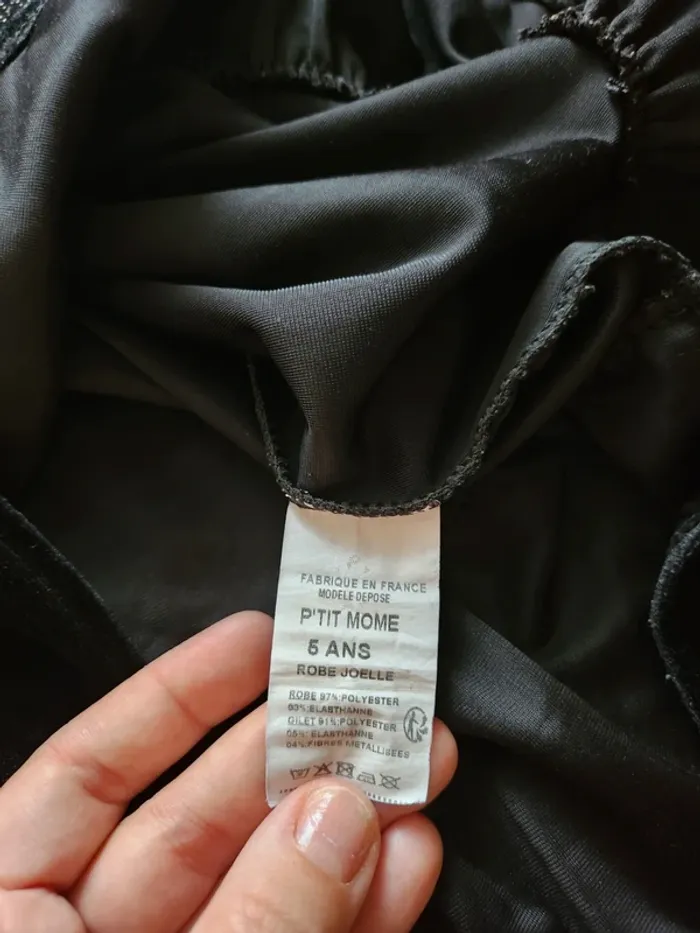 FABRIQUE EN FRANCE
MODELE DEPOSE
P'TIT MOME
5 ANS
ROBE JOELLE
ROBE 97%:POLYESTER
03%:ELASTHANNE
GILET 91%:POLYESTER
05%:ELASTHANNE
04%:FIBRES METALLISEES